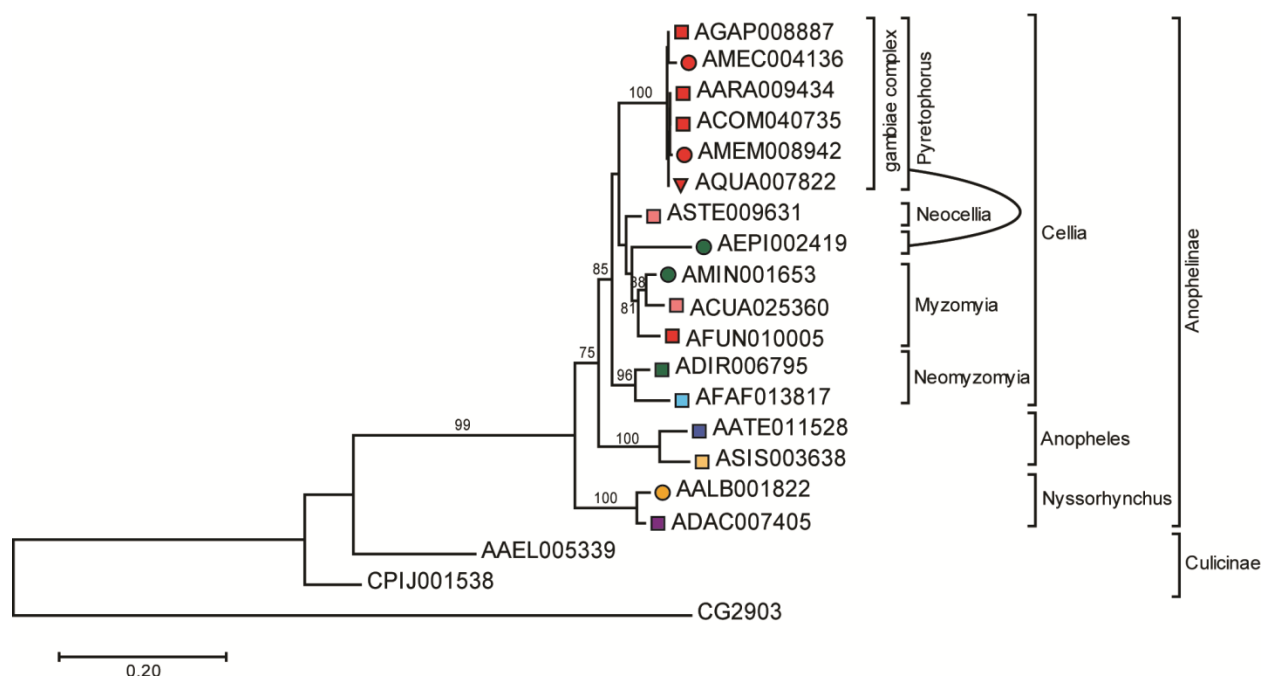 AGAP008887
AMEC004136
AARA009434
100
ACOM040735
AMEM008942
AQUA007822
gambiae complex
Pyretophorus
ASTE009631
Neocellia
Cellia
Anophelinae
AEPI002419
85
AMIN001653
88
ACUA025360
81
Myzomyia
AFUN010005
75
ADIR006795
96
Neomyzomyia
AFAF013817
99
AATE011528
100
Anopheles
ASIS003638
AALB001822
100
Nyssorhynchus
ADAC007405
AAEL005339
Culicinae
CPIJ001538
CG2903
0.20